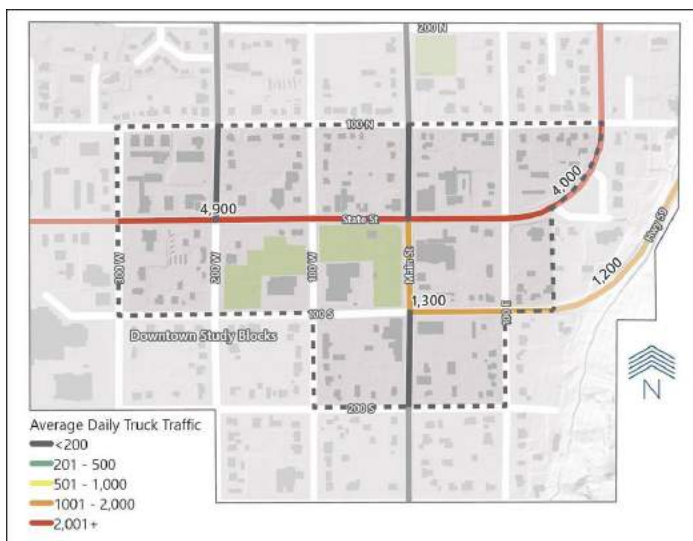 200 N
100 N
4,000
4,900
State St
Hwy 59
300 W
200 W
100 W
Main St
1,200
1,300
100 S
100 E
Downtown Study Blocks
N
200 S
Average Daily Truck Traffic
<200
201 - 500
501 - 1,000
1001 - 2,000
2,001+